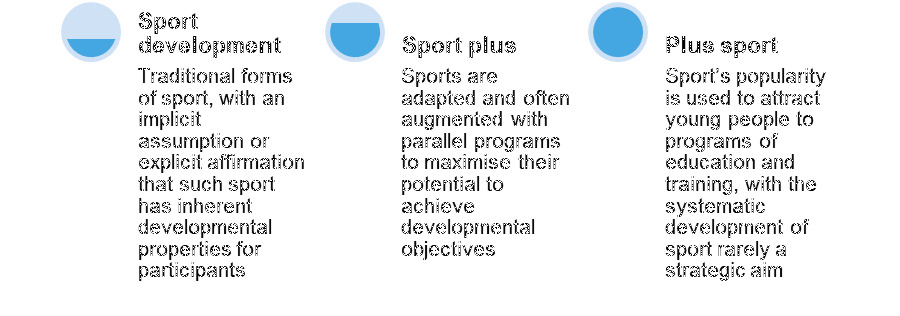 Sport
development
Traditional forms
of sport, with an
implicit
assumption or
explicit affirmation
that such sport
has inherent
developmental
properties for
participants
Sport plus
Sports are
adapted and often
augmented with
parallel programs
to maximise their
potential to
achieve
developmental
objectives
Plus sport
Sport's popularity
is used to attract
young people to
programs of
education and
training, with the
systematic
development of
sport rarely a
strategic aim